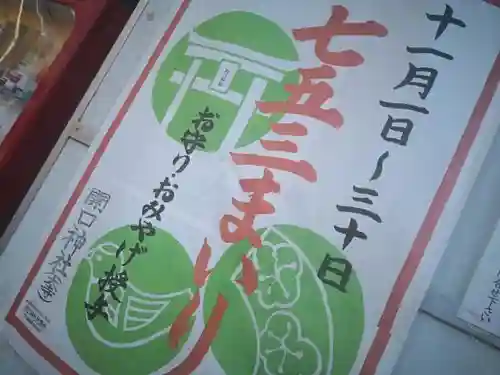 十一月一日～三十日
七五三まいり
お守り・おみやげ授与
開口神社